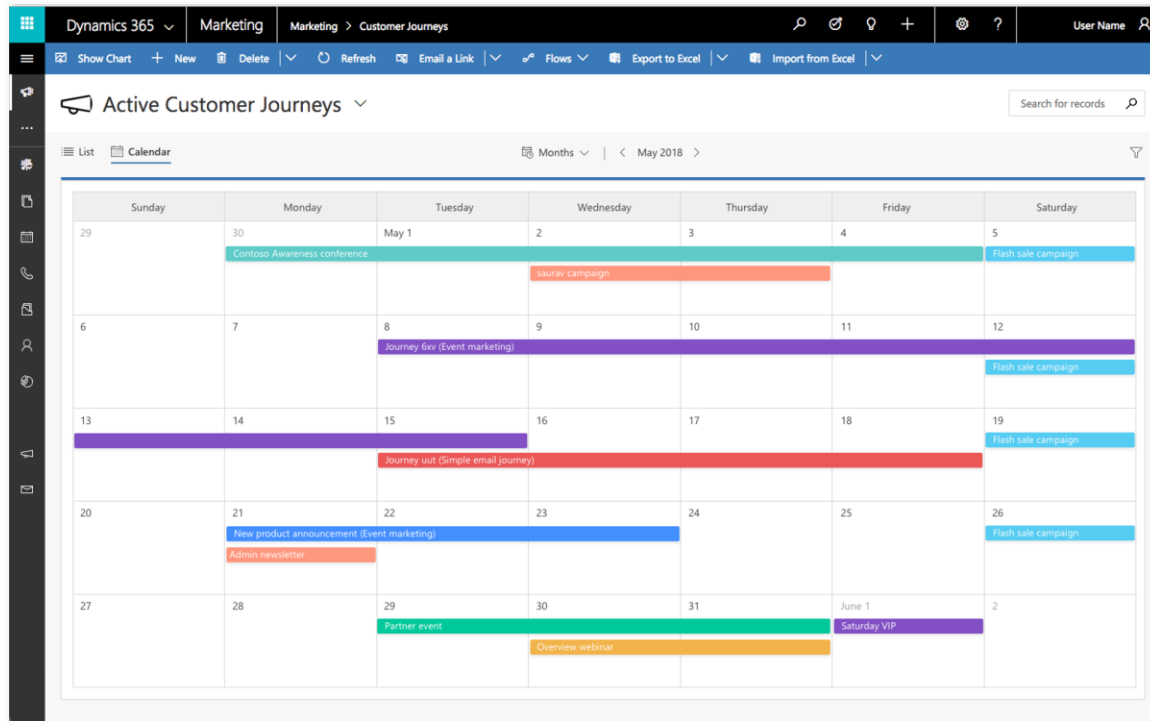 Dynamics 365 Marketing Marketing > Customer Journeys + ? User Name
Show Chart + New Delete Refresh Email a Link Flows Export to Excel Import from Excel
Active Customer Journeys
Search for records
List Calendar Months | < May 2018 >
Sunday Monday Tuesday Wednesday Thursday Friday Saturday
29 30 May 1 2 3 4 5
Contoso Awareness conference Flash sale campaign
saurav campaign
6 7 8 9 10 11 12
Journey 6xv (Event marketing)
Flash sale campaign
13 14 15 16 17 18 19
Flash sale campaign
Journey uut (Simple email journey)
20 21 22 23 24 25 26
New product announcement (Event marketing) Flash sale campaign
Admin newsletter
27 28 29 30 31 June 1 2
Partner event Saturday VIP
Overview webinar